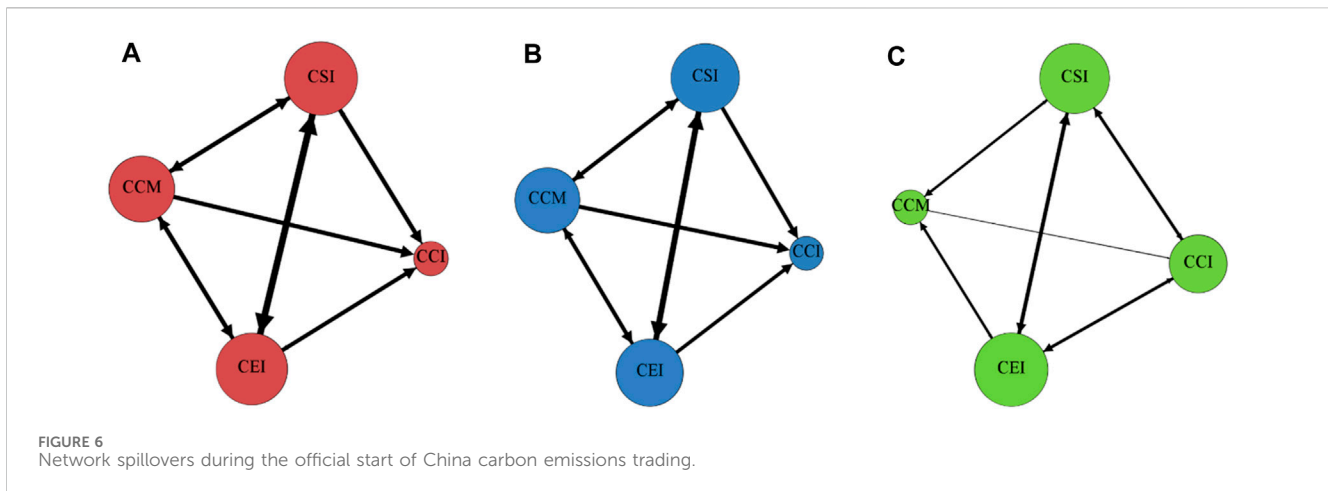 A
CSI
CCM
CCI
CEI
B
CSI
CCM
CCI
CEI
C
CSI
CCM
CCI
CEI
FIGURE 6
Network spillovers during the official start of China carbon emissions trading.